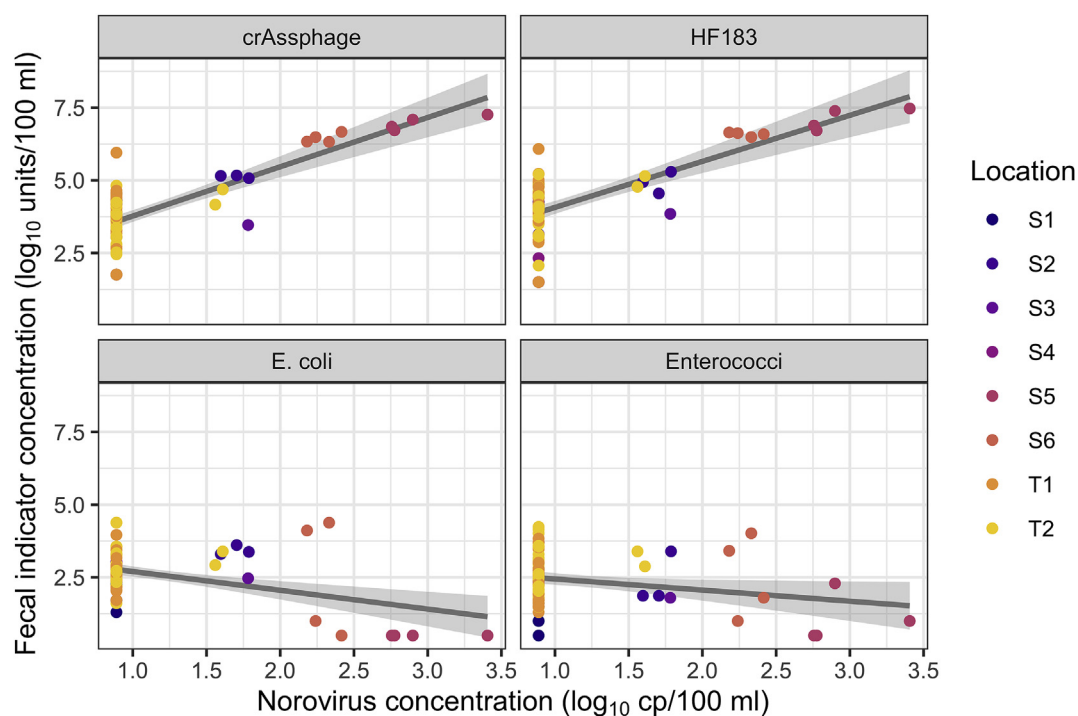 crAssphage
HF183
7.5
5.0
2.5
E. coli
Enterococci
7.5
5.0
2.5
1.0 1.5 2.0 2.5 3.0 3.5
1.0 1.5 2.0 2.5 3.0 3.5
Norovirus concentration (log10 cp/100 ml)
Fecal indicator concentration (log10 units/100 ml)
Location
S1
S2
S3
S4
S5
S6
T1
T2